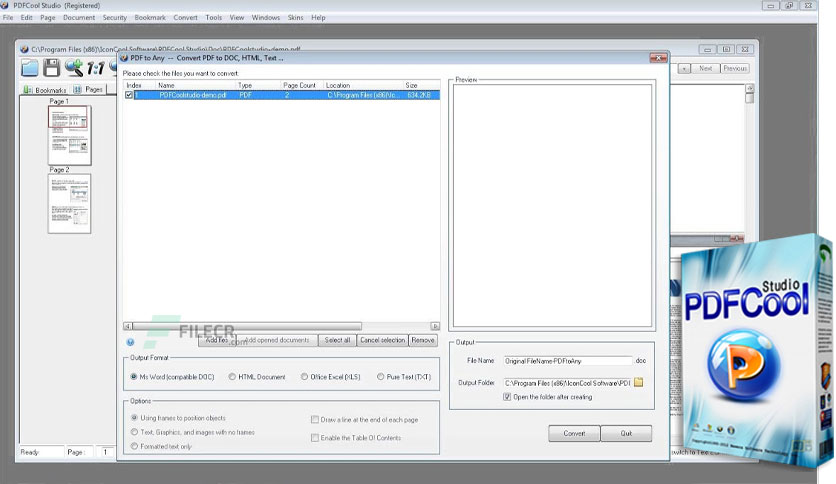 PDFCool Studio (Registered)
File Edit Page Document Security Bookmark Convert Tools View Windows Skins Help
C:\Program Files (x86)\IconCool Software\PDFCool Studio\Doc\PDFCoolstudio-demo.pdf
PDF to Any -- Convert PDF to DOC, HTML, Text ...
1:1
Next Previous
Bookmarks Pages
Page 1
Page 2
Please check the files you want to convert
Index Name Type Page Count Location Size
1 PDFCoolstudio-demo.pdf PDF 2 C:\Program Files (x86)\Ic... 834.2KB
Preview
FILECR
.com
Add files Add opened documents Select all Cancel selection Remove
Output Format
Ms Word (compatible DOC) HTML Document Office Excel (XLS) Pure Text (TXT)
Options
Using frames to position objects
Text, Graphics, and images with no frames
Formatted text only
Draw a line at the end of each page
Enable the Table Of Contents
Output
File Name Original FileName-PDFtoAny .doc
Output Folder C:\Program Files (x86)\IconCool Software\PDF
Open the folder after creating
Convert Quit
Ready Page : 1
Studio
PDFCool
P